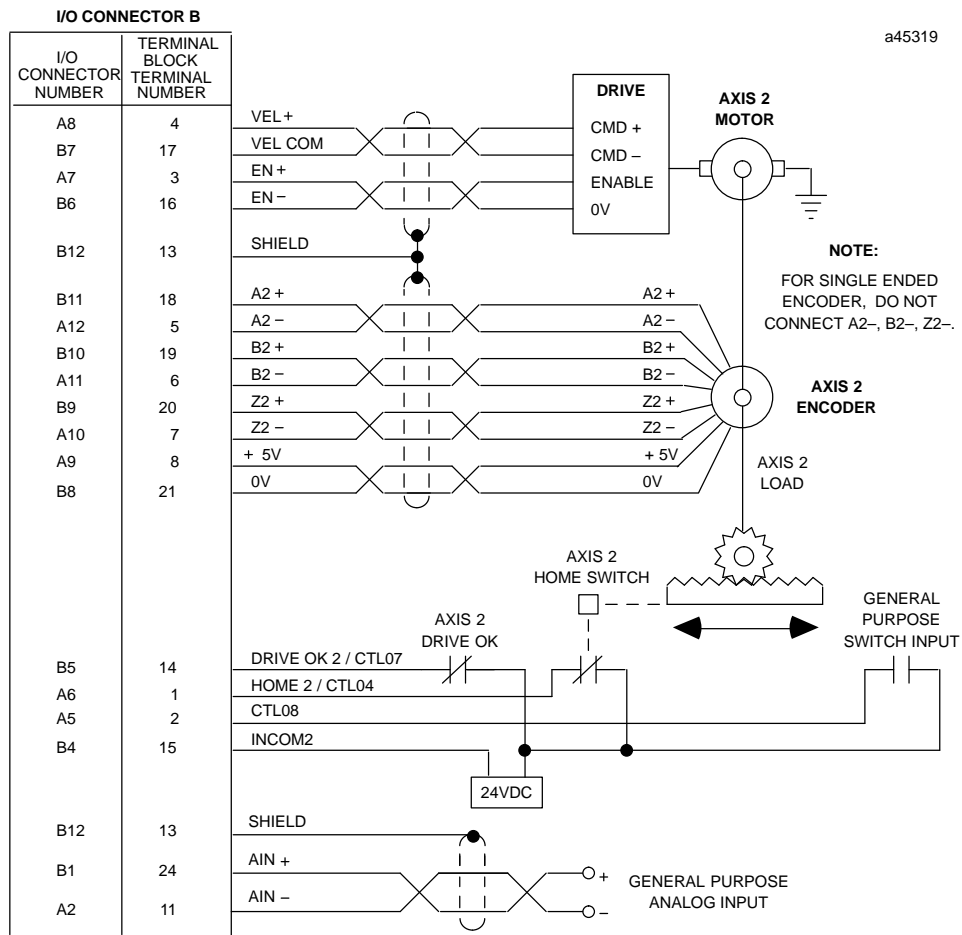 I/O CONNECTOR B
a45319
I/O
CONNECTOR
NUMBER
TERMINAL
BLOCK
TERMINAL
NUMBER
DRIVE
AXIS 2
MOTOR
A8 4 VEL+ CMD +
B7 17 VEL COM CMD –
A7 3 EN + ENABLE
B6 16 EN – 0V
B12 13 SHIELD
NOTE:
FOR SINGLE ENDED
ENCODER, DO NOT
CONNECT A2–, B2–, Z2–.
B11 18 A2 + A2 +
A12 5 A2 – A2 –
B10 19 B2 + B2 +
A11 6 B2 – B2 –
B9 20 Z2 + Z2 +
A10 7 Z2 – Z2 –
A9 8 + 5V + 5V
B8 21 0V 0V
AXIS 2
ENCODER
AXIS 2
LOAD
AXIS 2
HOME SWITCH
GENERAL
PURPOSE
SWITCH INPUT
AXIS 2
DRIVE OK
B5 14 DRIVE OK 2 / CTL07
A6 1 HOME 2 / CTL04
A5 2 CTL08
B4 15 INCOM2
24VDC
B12 13 SHIELD
B1 24 AIN + +
A2 11 AIN – –
GENERAL PURPOSE
ANALOG INPUT